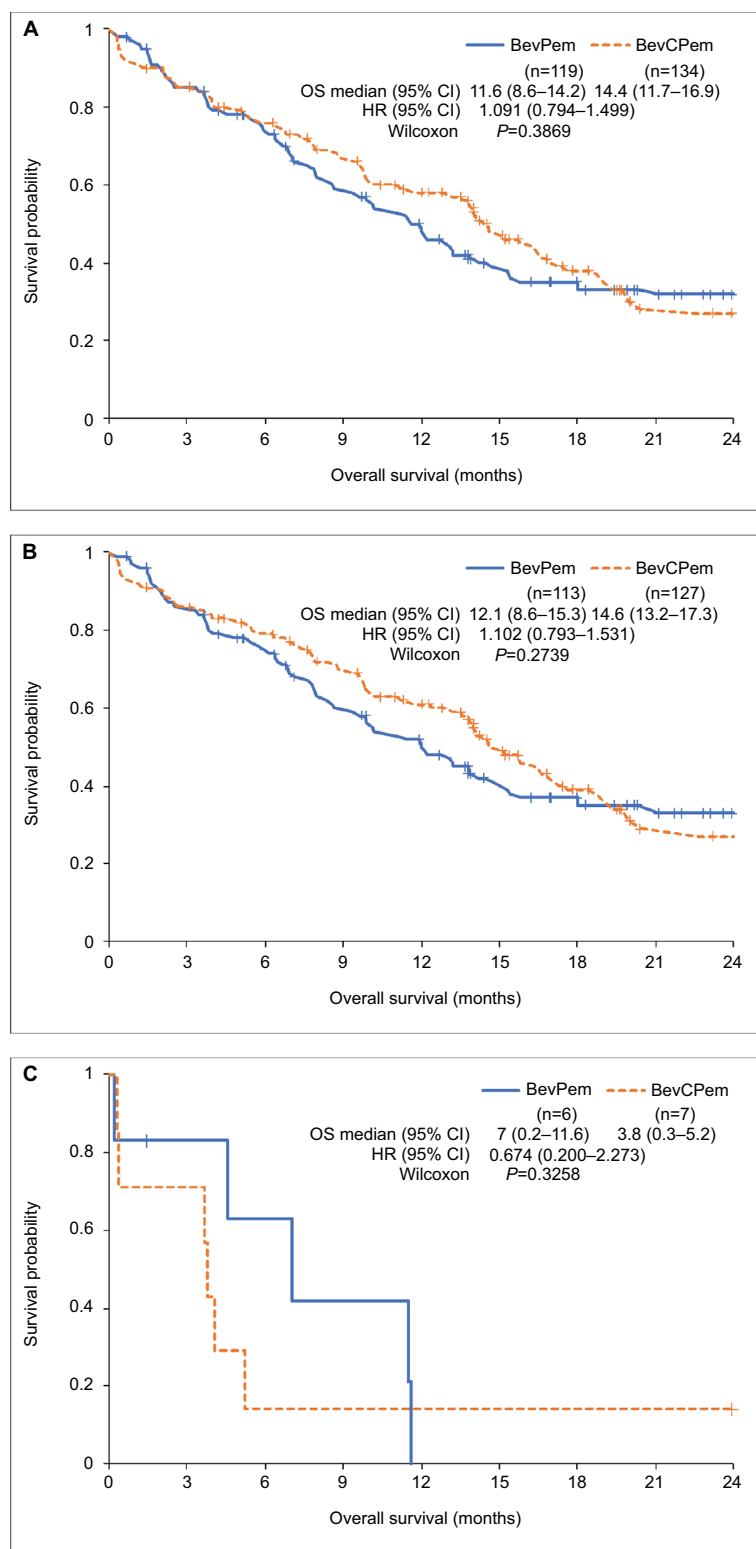 A
BevPem BevCPem
(n=119) (n=134)
OS median (95% CI) 11.6 (8.6–14.2) 14.4 (11.7–16.9)
HR (95% CI) 1.091 (0.794–1.499)
Wilcoxon P=0.3869
Survival probability
1
0.8
0.6
0.4
0.2
0
0 3 6 9 12 15 18 21 24
Overall survival (months)
B
BevPem BevCPem
(n=113) (n=127)
OS median (95% CI) 12.1 (8.6–15.3) 14.6 (13.2–17.3)
HR (95% CI) 1.102 (0.793–1.531)
Wilcoxon P=0.2739
Survival probability
1
0.8
0.6
0.4
0.2
0
0 3 6 9 12 15 18 21 24
Overall survival (months)
C
BevPem BevCPem
(n=6) (n=7)
OS median (95% CI) 7 (0.2–11.6) 3.8 (0.3–5.2)
HR (95% CI) 0.674 (0.200–2.273)
Wilcoxon P=0.3258
Survival probability
1
0.8
0.6
0.4
0.2
0
0 3 6 9 12 15 18 21 24
Overall survival (months)